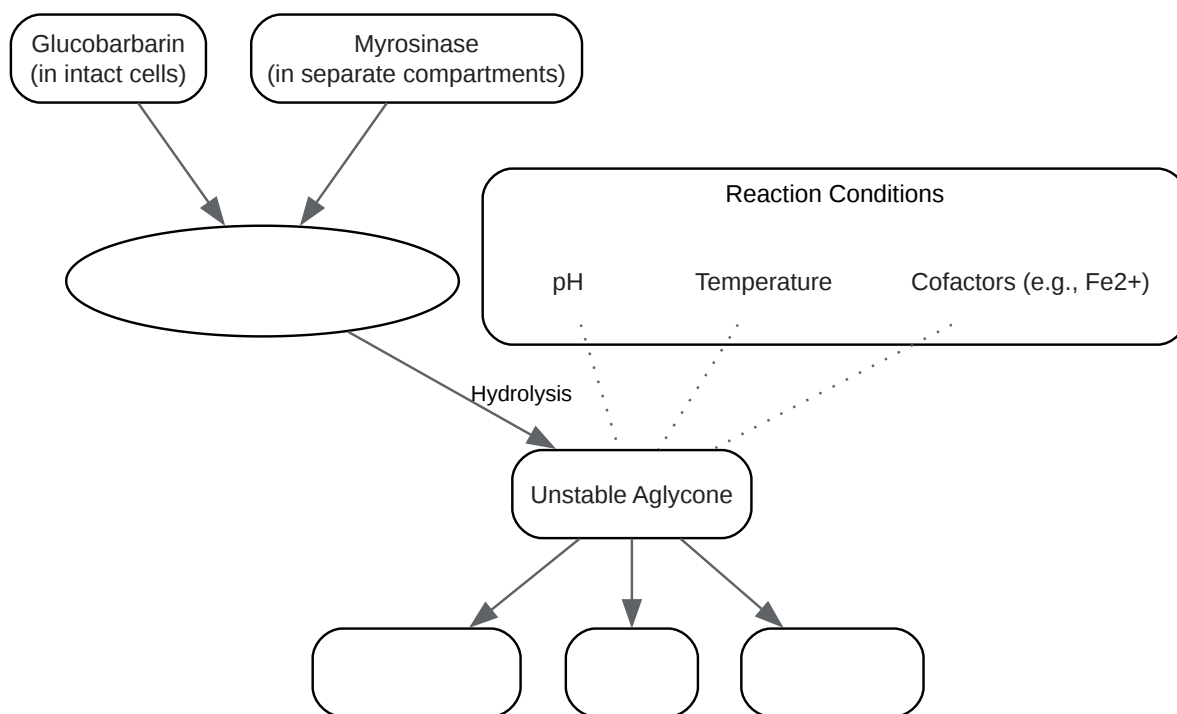 Glucobarbarin
(in intact cells)
Myrosinase
(in separate compartments)
Reaction Conditions
pH
Temperature
Cofactors (e.g., Fe2+)
Hydrolysis
Unstable Aglycone